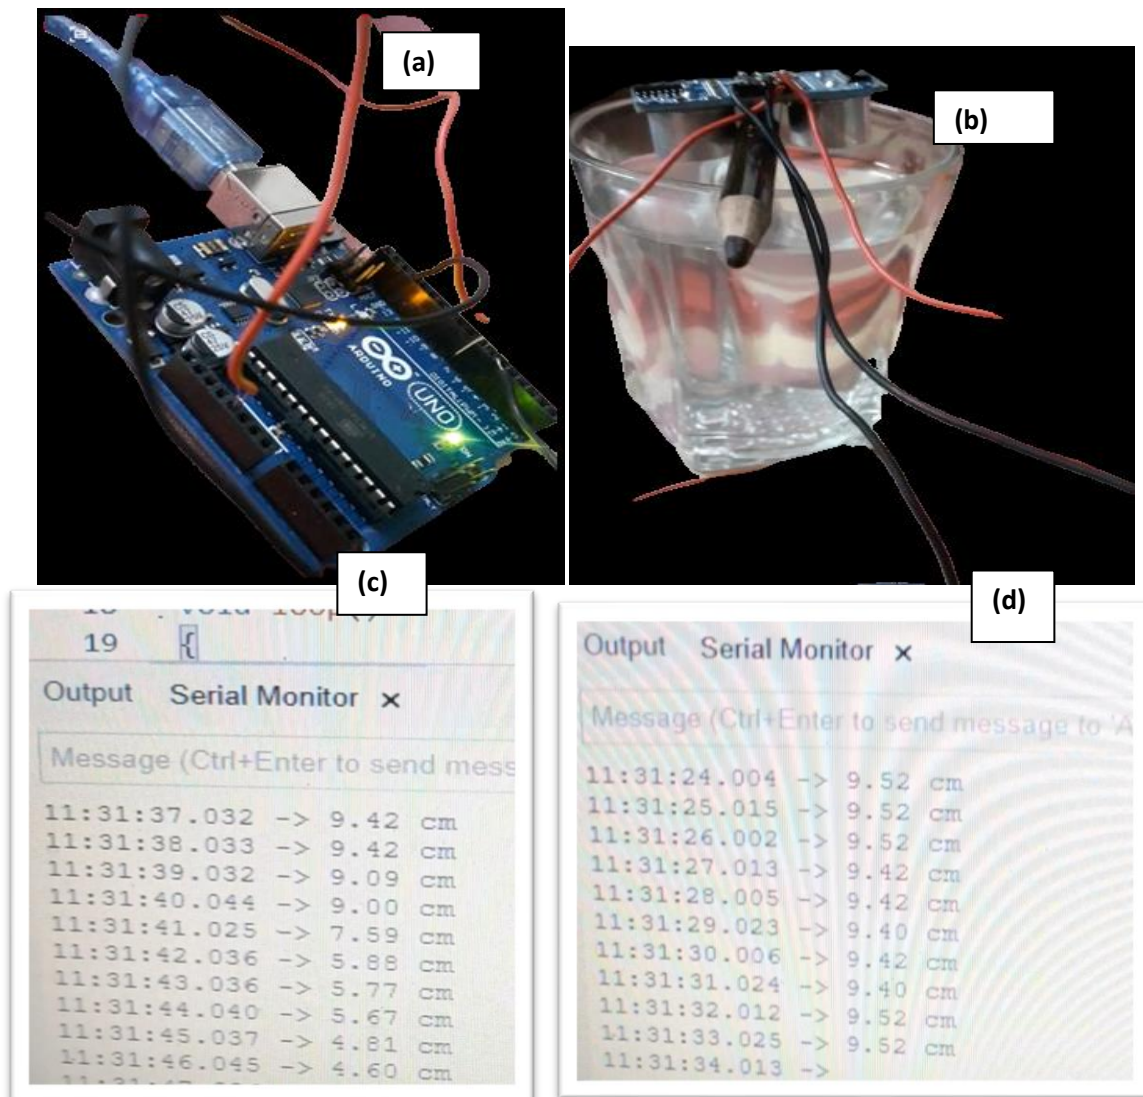 (a)
(b)
ARDUINO
UNO
ON
(c)
void loop()
19 {
Output Serial Monitor ×
Message (Ctrl+Enter to send mess
11:31:37.032 -> 9.42 cm
11:31:38.033 -> 9.42 cm
11:31:39.032 -> 9.09 cm
11:31:40.044 -> 9.00 cm
11:31:41.025 -> 7.59 cm
11:31:42.036 -> 5.88 cm
11:31:43.036 -> 5.77 cm
11:31:44.040 -> 5.67 cm
11:31:45.037 -> 4.81 cm
11:31:46.045 -> 4.60 cm
(d)
Output Serial Monitor ×
Message (Ctrl+Enter to send message to 'A
11:31:24.004 -> 9.52 cm
11:31:25.015 -> 9.52 cm
11:31:26.002 -> 9.52 cm
11:31:27.013 -> 9.42 cm
11:31:28.005 -> 9.42 cm
11:31:29.023 -> 9.40 cm
11:31:30.006 -> 9.42 cm
11:31:31.024 -> 9.40 cm
11:31:32.012 -> 9.52 cm
11:31:33.025 -> 9.52 cm
11:31:34.013 ->